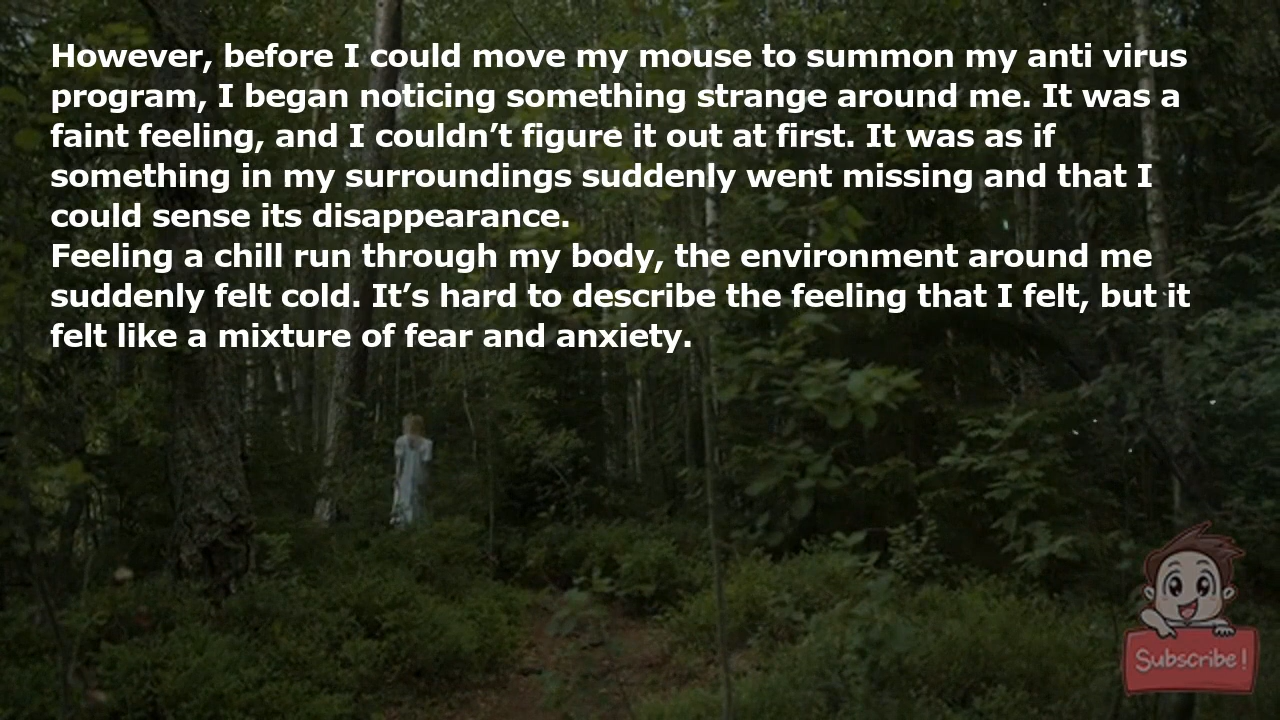 However, before I could move my mouse to summon my anti virus
program, I began noticing something strange around me. It was a
faint feeling, and I couldn’t figure it out at first. It was as if
something in my surroundings suddenly went missing and that I
could sense its disappearance.
Feeling a chill run through my body, the environment around me
suddenly felt cold. It’s hard to describe the feeling that I felt, but it
felt like a mixture of fear and anxiety.
Subscribe!